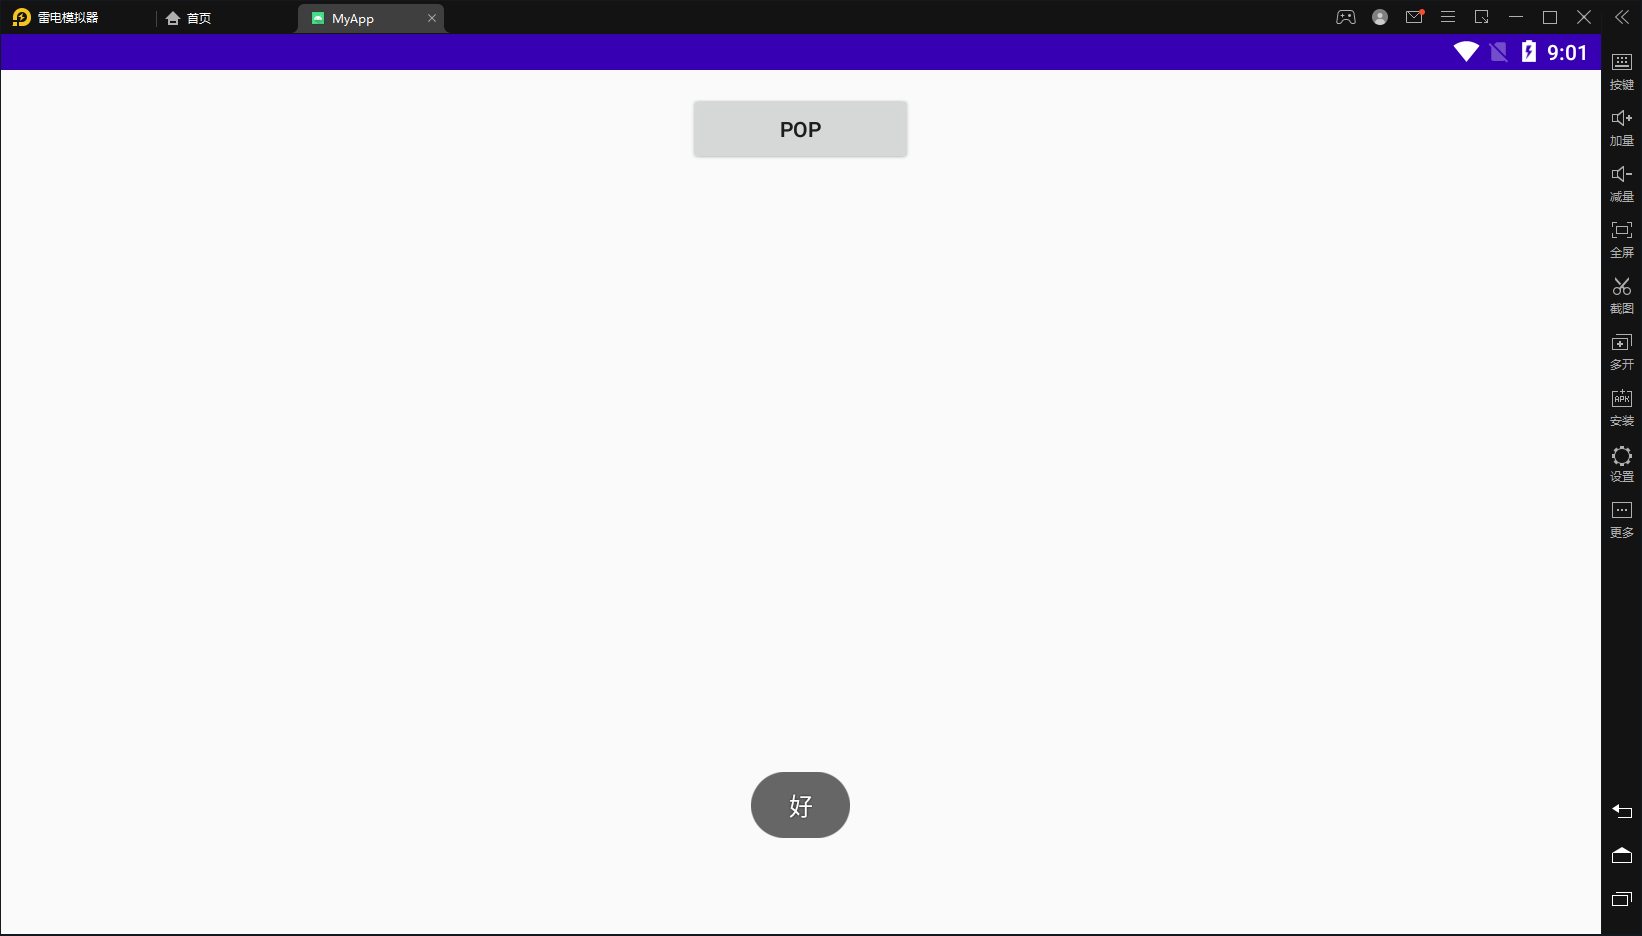 雷电模拟器
首页
MyApp
9:01
POP
好
按键
加量
减量
全屏
截图
多开
APK
安装
设置
更多